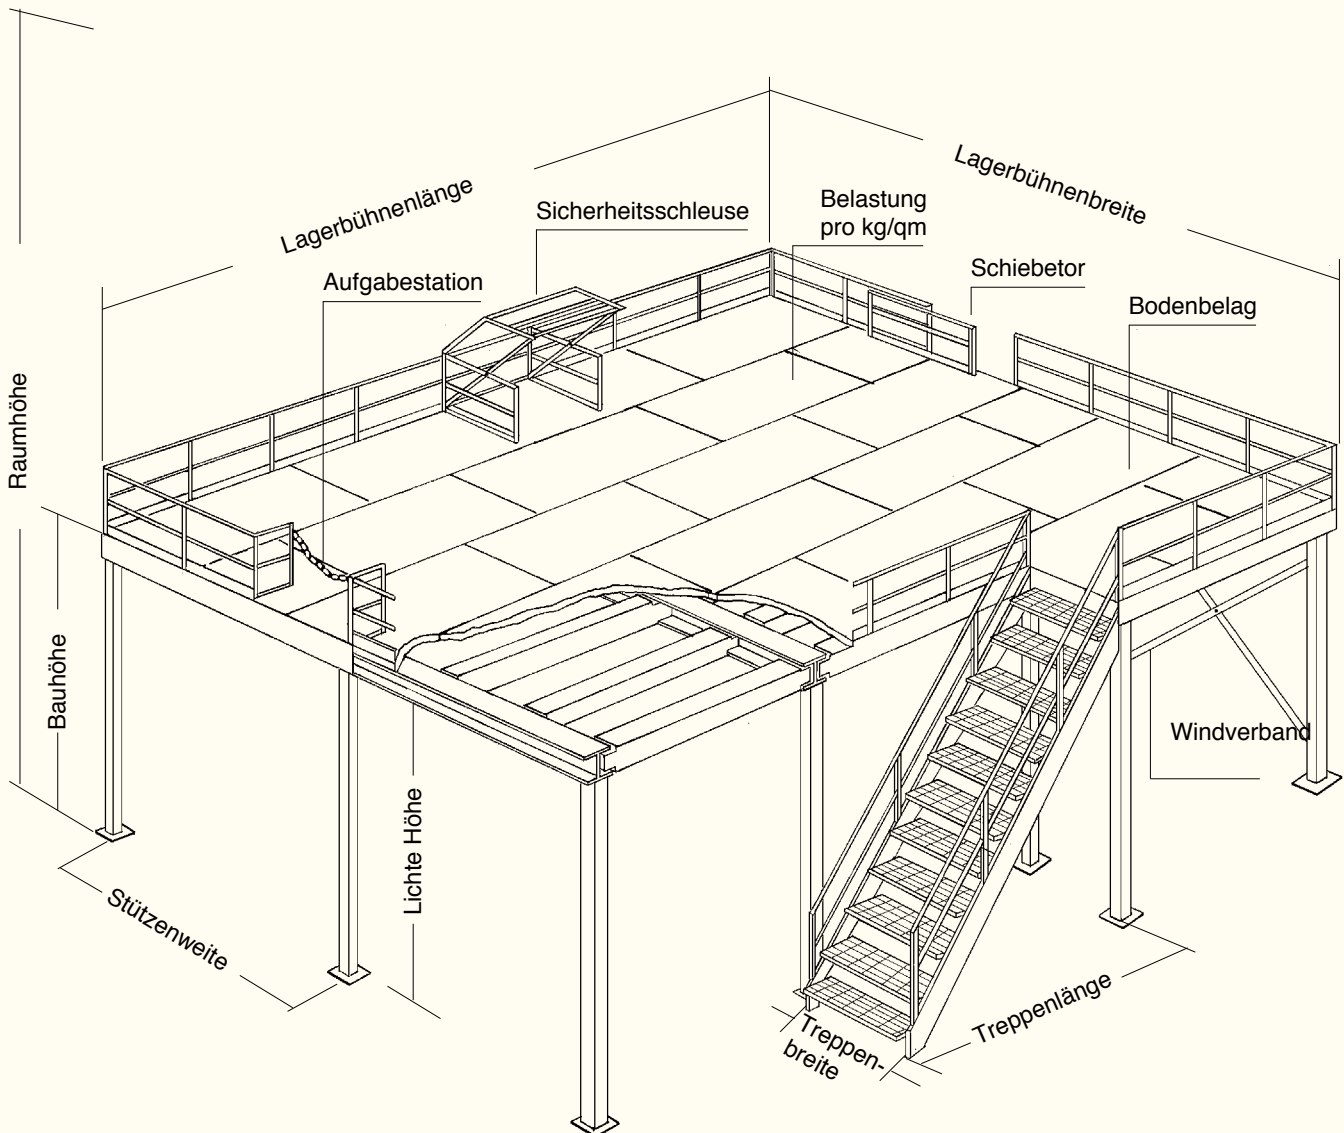 Lagerbühnenlänge
Lagerbühnenbreite
Sicherheitsschleuse
Belastung
pro kg/qm
Aufgabestation
Schiebetor
Bodenbelag
Raumhöhe
Bauhöhe
Lichte Höhe
Windverband
Stützenweite
Treppenlänge
Treppen-
breite